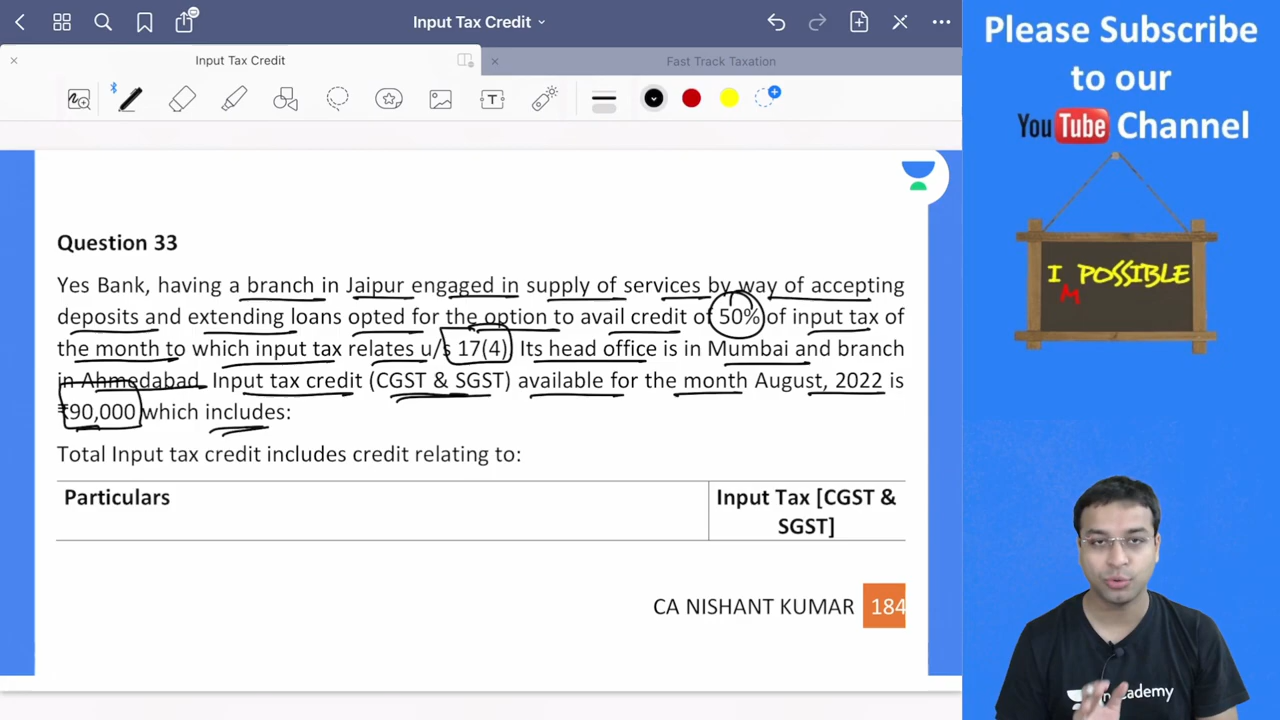 Input Tax Credit
Input Tax Credit
Fast Track Taxation
T
Please Subscribe
to our
YouTube Channel
I POSSIBLE
M
Question 33
Yes Bank, having a branch in Jaipur engaged in supply of services by way of accepting
deposits and extending loans opted for the option to avail credit of 50% of input tax of
the month to which input tax relates u/s 17(4). Its head office is in Mumbai and branch
in Ahmedabad. Input tax credit (CGST & SGST) available for the month August, 2022 is
₹90,000 which includes:
Total Input tax credit includes credit relating to:
Particulars
Input Tax [CGST &
SGST]
CA NISHANT KUMAR 184